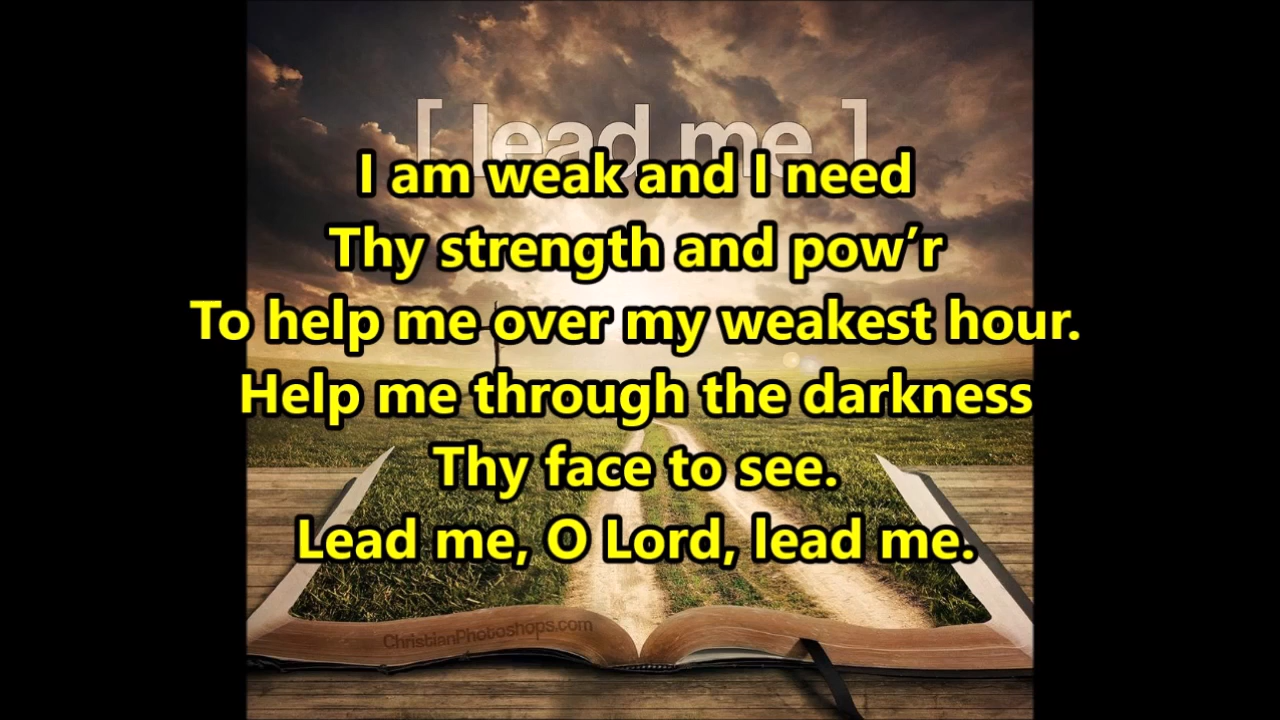 [ lead me ]
I am weak and I need
Thy strength and pow’r
To help me over my weakest hour.
Help me through the darkness
Thy face to see.
Lead me, O Lord, lead me.
ChristianPhotoshops.com